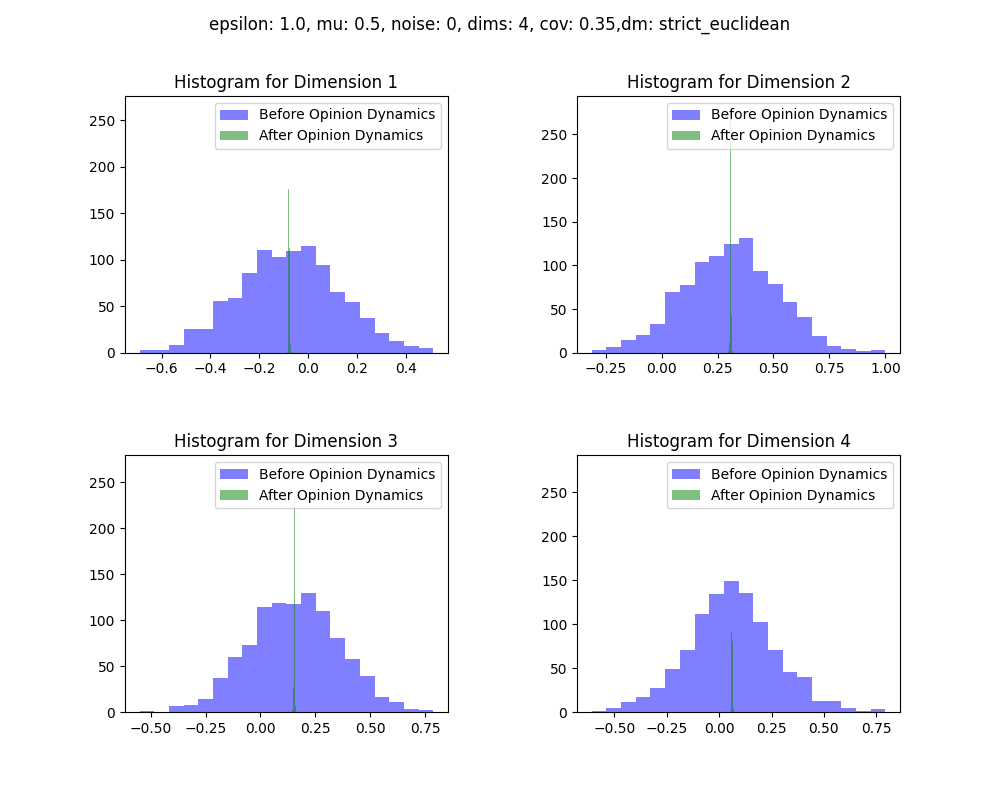 epsilon: 1.0, mu: 0.5, noise: 0, dims: 4, cov: 0.35,dm: strict_euclidean
Histogram for Dimension 1
Before Opinion Dynamics
After Opinion Dynamics
250
200
150
100
50
0
−0.6 −0.4 −0.2 0.0 0.2 0.4
Histogram for Dimension 2
Before Opinion Dynamics
After Opinion Dynamics
250
200
150
100
50
0
−0.25 0.00 0.25 0.50 0.75 1.00
Histogram for Dimension 3
Before Opinion Dynamics
After Opinion Dynamics
250
200
150
100
50
0
−0.50 −0.25 0.00 0.25 0.50 0.75
Histogram for Dimension 4
Before Opinion Dynamics
After Opinion Dynamics
250
200
150
100
50
0
−0.50 −0.25 0.00 0.25 0.50 0.75